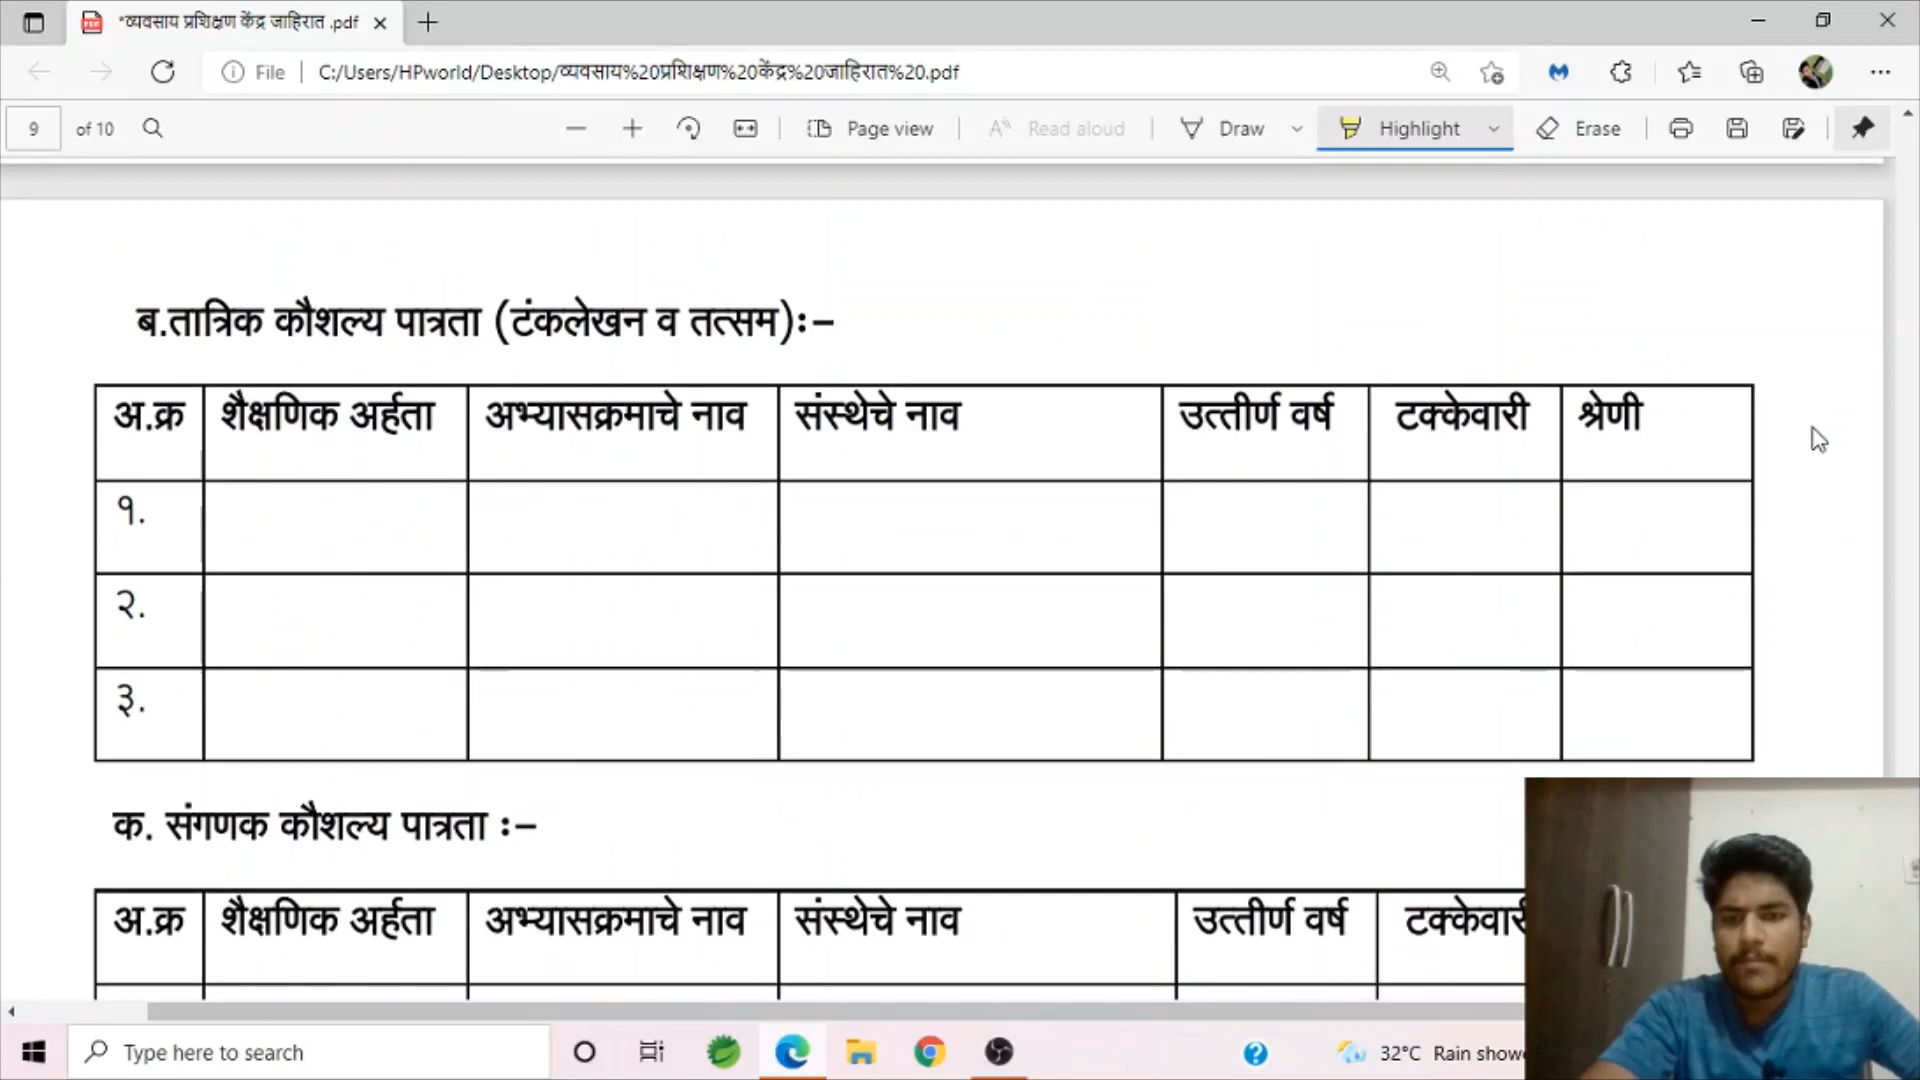 *व्यवसाय प्रशिक्षण केंद्र जाहिरात .pdf
File C:/Users/HPworld/Desktop/व्यवसाय%20प्रशिक्षण%20केंद्र%20जाहिरात%20.pdf
9 of 10 Page view Read aloud Draw Highlight Erase
ब.तात्रिक कौशल्य पात्रता (टंकलेखन व तत्सम):–
अ.क्र शैक्षणिक अर्हता अभ्यासक्रमाचे नाव संस्थेचे नाव उत्तीर्ण वर्ष टक्केवारी श्रेणी
१.
२.
३.
क. संगणक कौशल्य पात्रता :–
अ.क्र शैक्षणिक अर्हता अभ्यासक्रमाचे नाव संस्थेचे नाव उत्तीर्ण वर्ष
Type here to search 32°C Rain